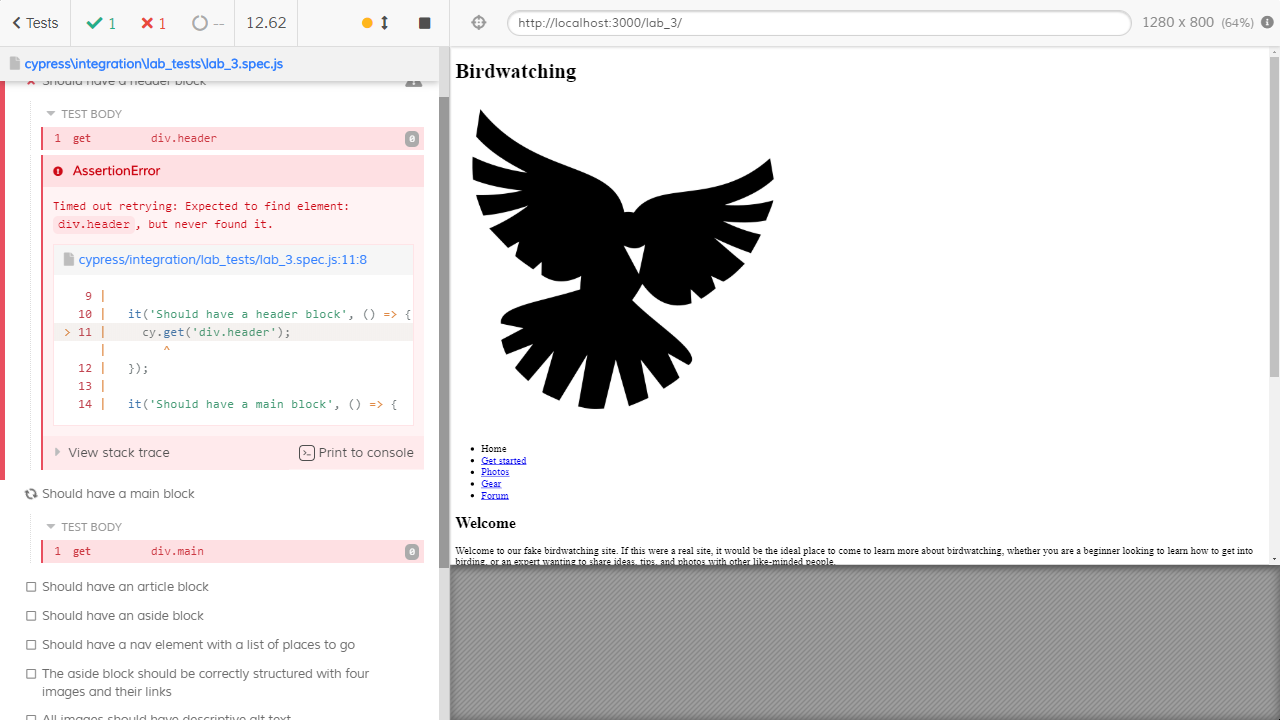 Tests
1
1
--
12.62
http://localhost:3000/lab_3/
1280 x 800 (64%)
cypress\integration\lab_tests\lab_3.spec.js
Should have a header block
TEST BODY
1 get div.header 0
AssertionError
Timed out retrying: Expected to find element:
div.header, but never found it.
cypress/integration/lab_tests/lab_3.spec.js:11:8
9 |
10 | it('Should have a header block', () => {
> 11 | cy.get('div.header');
| ^
12 | });
13 |
14 | it('Should have a main block', () => {
View stack trace
Print to console
Should have a main block
TEST BODY
1 get div.main 0
Should have an article block
Should have an aside block
Should have a nav element with a list of places to go
The aside block should be correctly structured with four
images and their links
All images should have descriptive alt text
Birdwatching
Home
Get started
Photos
Gear
Forum
Welcome
Welcome to our fake birdwatching site. If this were a real site, it would be the ideal place to come to learn more about birdwatching, whether you are a beginner looking to learn how to get into
birding, or an expert wanting to share ideas, tips, and photos with other like-minded people.